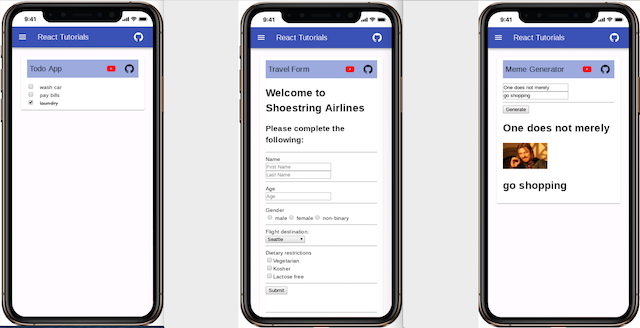 9:41
React Tutorials
Todo App
wash car
pay bills
laundry
9:41
React Tutorials
Travel Form
Welcome to
Shoestring Airlines
Please complete the
following:
Name
First Name
Last Name
Age
Age
Gender
male female non-binary
Flight destination:
Seattle
Dietary restrictions
Vegetarian
Kosher
Lactose free
Submit
9:41
React Tutorials
Meme Generator
One does not merely
go shopping
Generate
One does not merely
go shopping